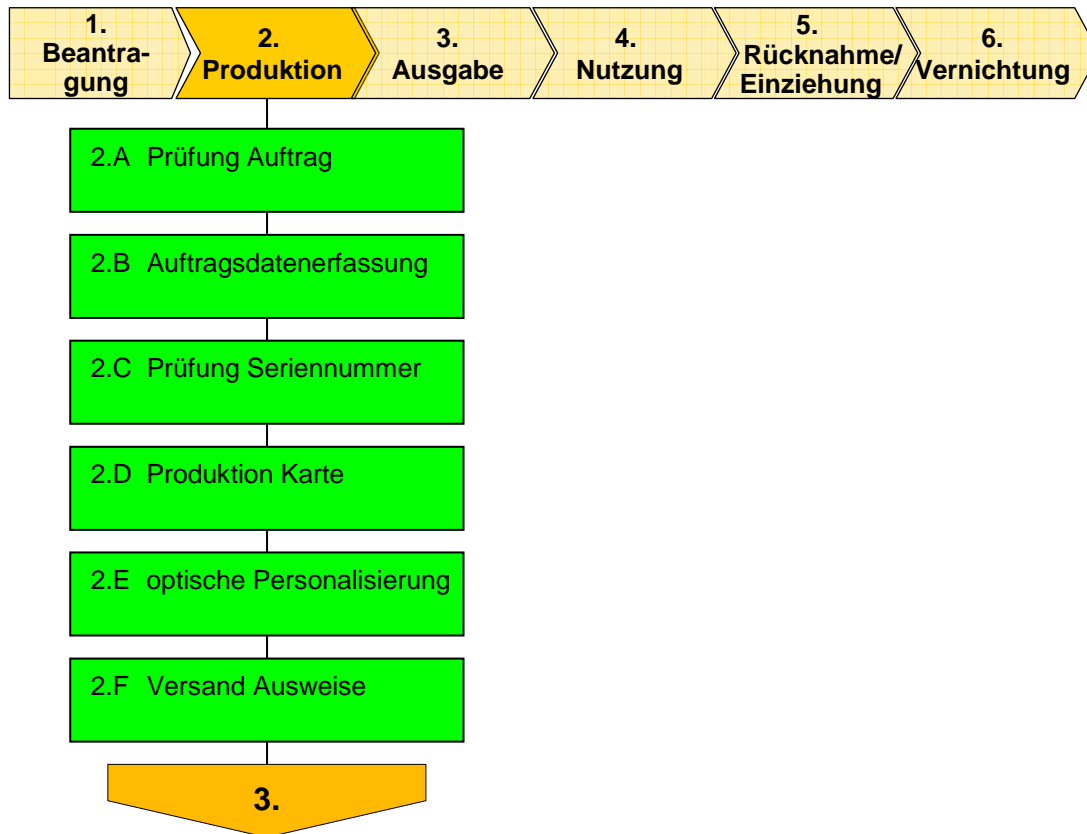 1.
Beantra-
gung
2.
Produktion
3.
Ausgabe
4.
Nutzung
5.
Rücknahme/
Einziehung
6.
Vernichtung
2.A Prüfung Auftrag
2.B Auftragsdatenerfassung
2.C Prüfung Seriennummer
2.D Produktion Karte
2.E optische Personalisierung
2.F Versand Ausweise
3.